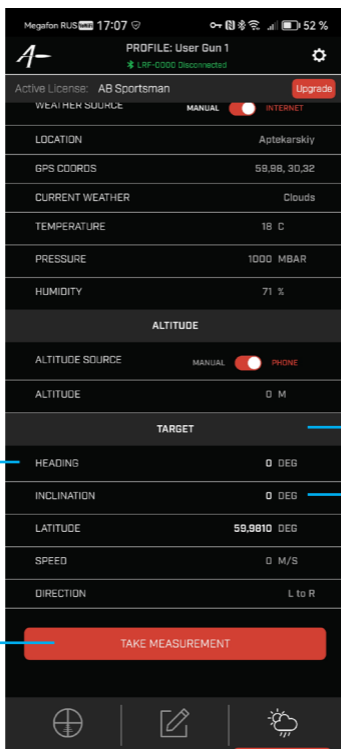 Megafon RUS 17:07 52 %
PROFILE: User Gun 1
LRF-0000 Disconnected
Active License: AB Sportsman Upgrade
WEATHER SOURCE MANUAL INTERNET
LOCATION Aptekarskiy
GPS COORDS 59,98, 30,32
CURRENT WEATHER Clouds
TEMPERATURE 18 C
PRESSURE 1000 MBAR
HUMIDITY 71 %
ALTITUDE
ALTITUDE SOURCE MANUAL PHONE
ALTITUDE 0 M
TARGET
HEADING 0 DEG
INCLINATION 0 DEG
LATITUDE 59,9810 DEG
SPEED 0 M/S
DIRECTION L to R
TAKE MEASUREMENT